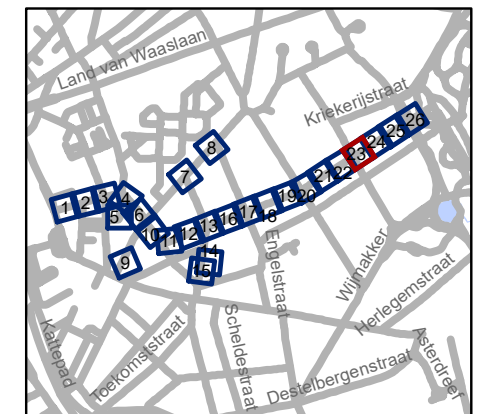 Land van Waaslaan
Kriekerijstraat
8
7
1
2
3
4
5
6
9
10
11
12
13
14
15
16
17
18
19
20
21
22
23
24
25
26
Engelstraat
Wijmakker
Herlegemstraat
Kattepad
Toekomststraat
Scheldestraat
Destelbergenstraat
Asterdreef